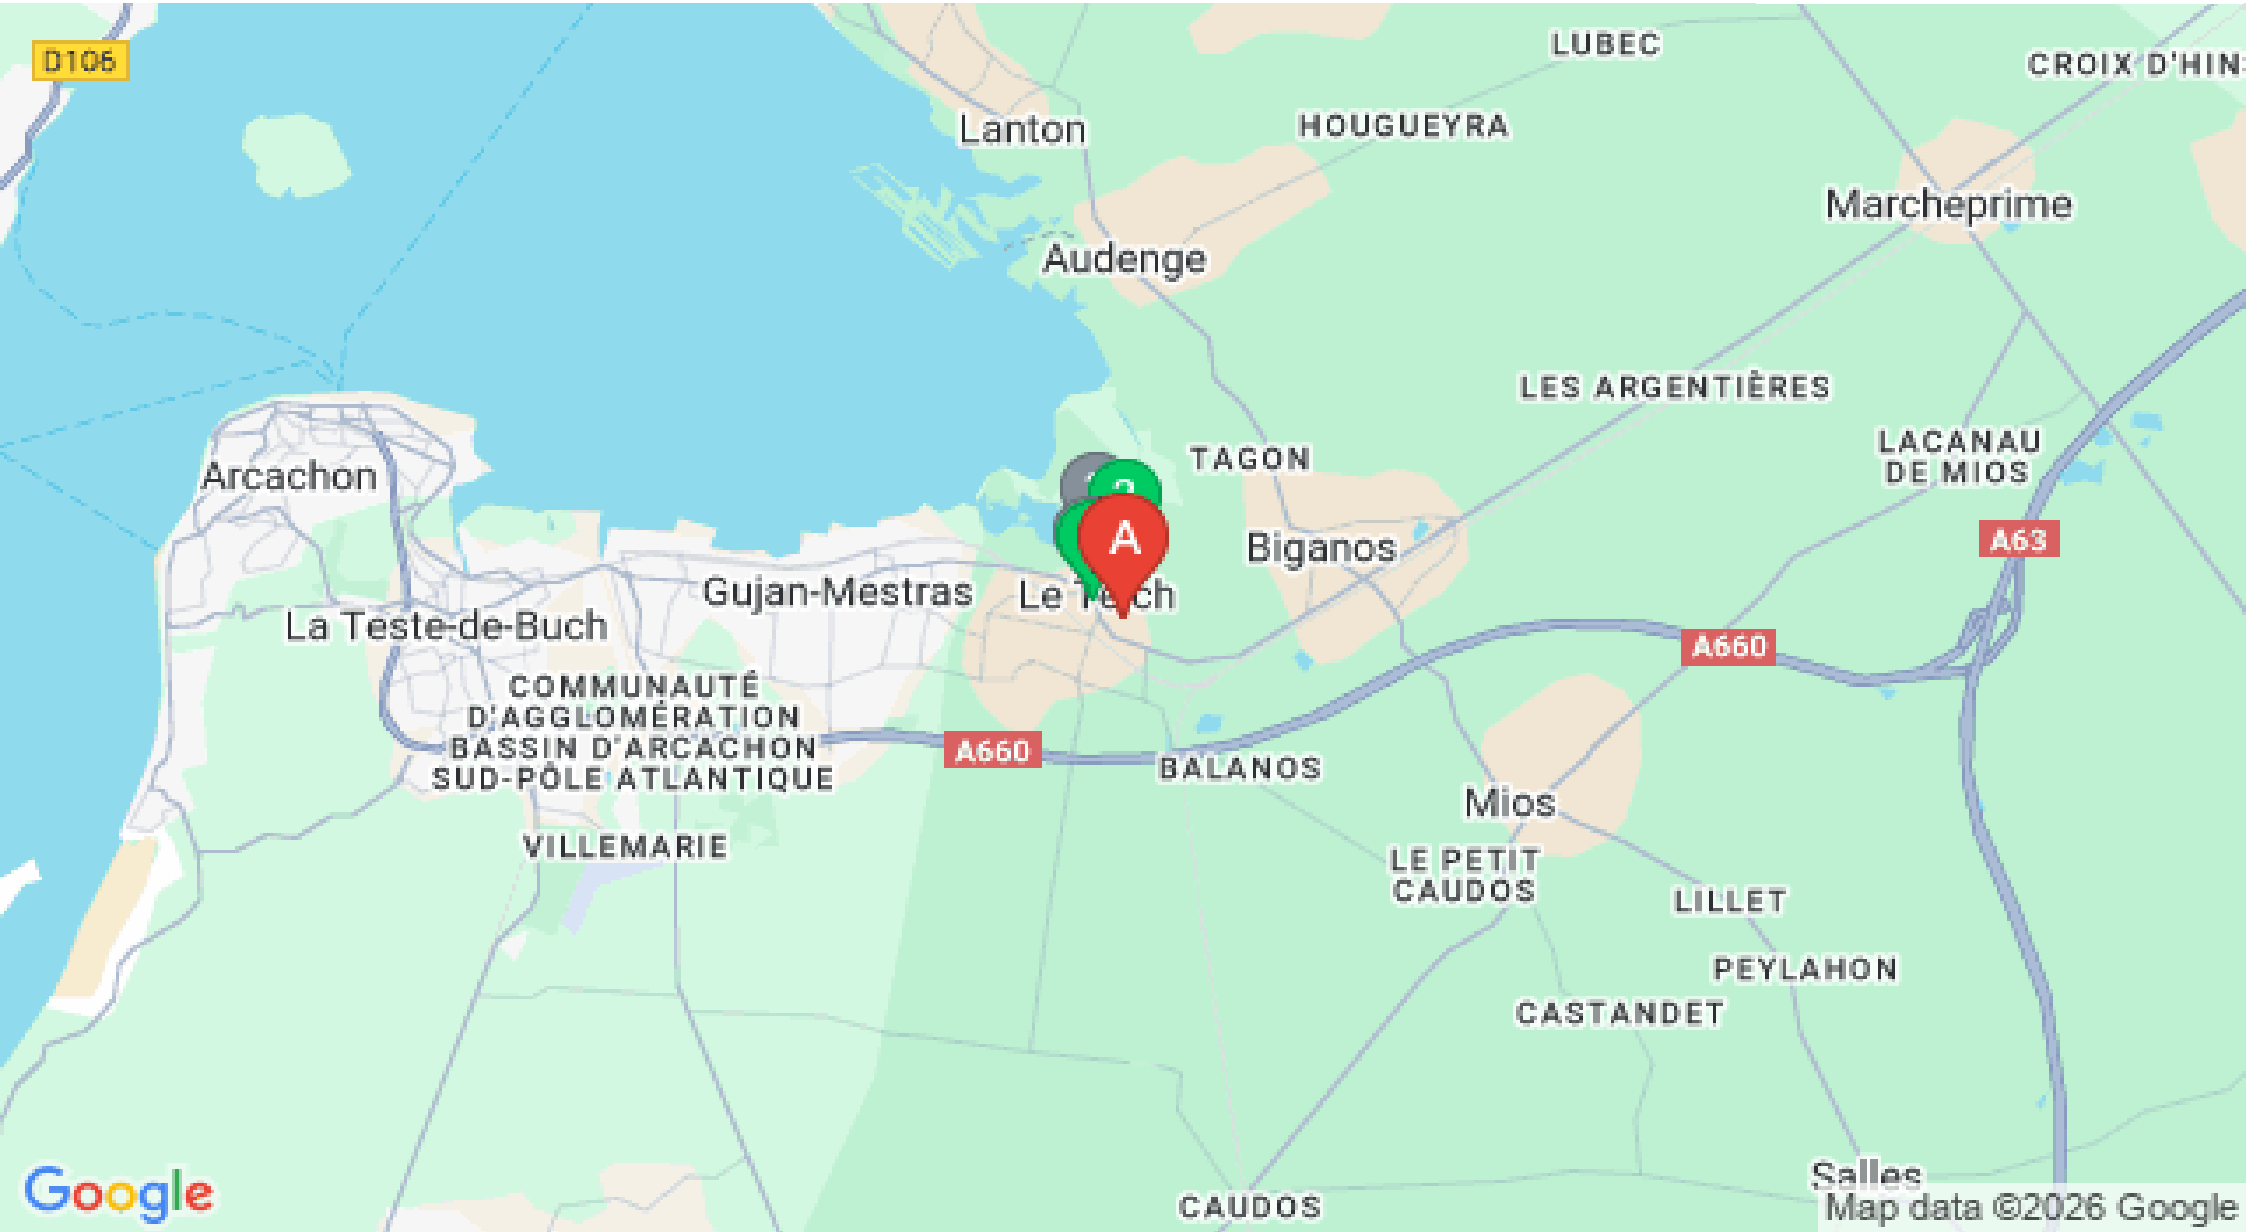 D106
LUBEC
CROIX D'HIN
Lanton
HOUGUEYRA
Marcheprime
Audenge
LES ARGENTIÈRES
TAGON
LACANAU
DE MIOS
Arcachon
A
A63
Biganos
Gujan-Mestras
Le Teich
La Teste-de-Buch
A660
COMMUNAUTÉ
D'AGGLOMÉRATION
BASSIN D'ARCACHON
SUD-PÔLE ATLANTIQUE
A660
BALANOS
Mios
VILLEMARIE
LE PETIT
CAUDOS
LILLET
PEYLAHON
CASTANDET
Salles
CAUDOS
Google
Map data ©2026 Google